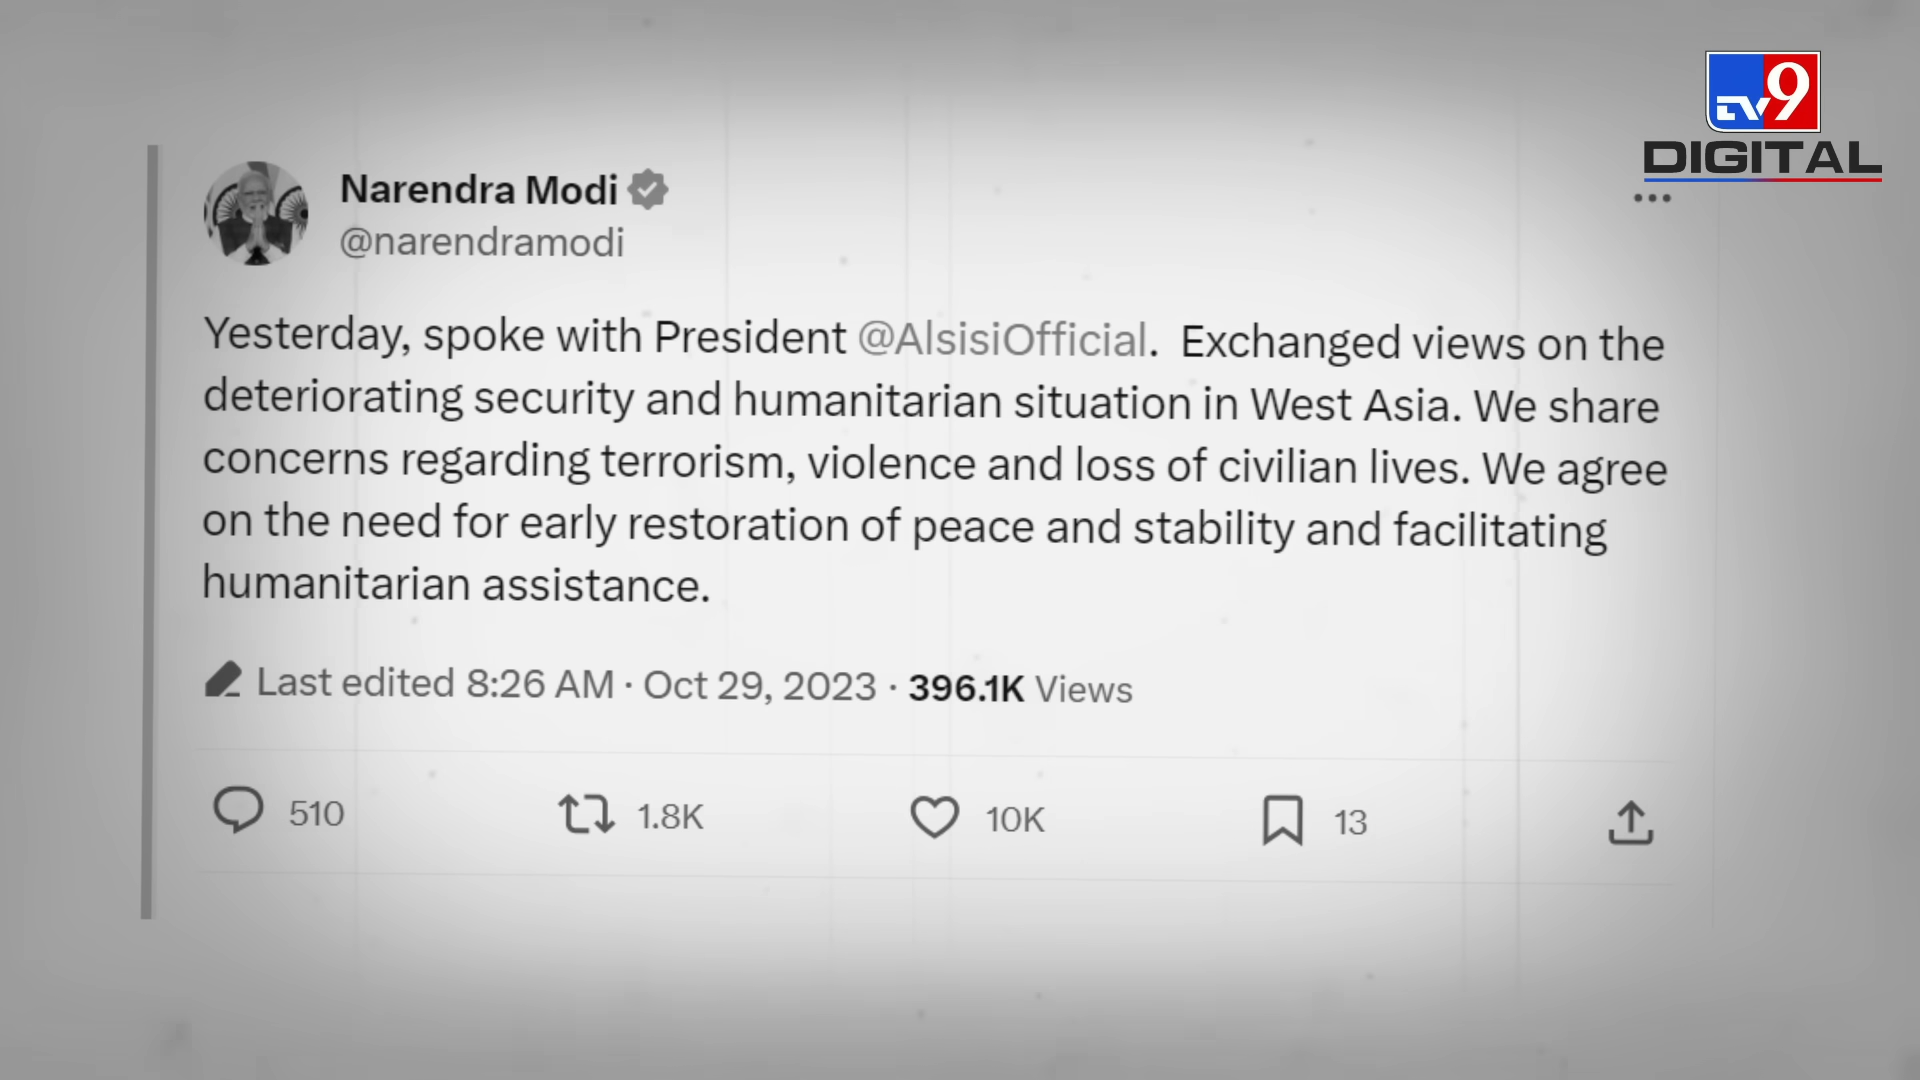 TV9
DIGITAL
Narendra Modi
@narendramodi
Yesterday, spoke with President @AlsisiOfficial.  Exchanged views on the
deteriorating security and humanitarian situation in West Asia. We share
concerns regarding terrorism, violence and loss of civilian lives. We agree
on the need for early restoration of peace and stability and facilitating
humanitarian assistance.
Last edited 8:26 AM · Oct 29, 2023 · 396.1K Views
510 1.8K 10K 13